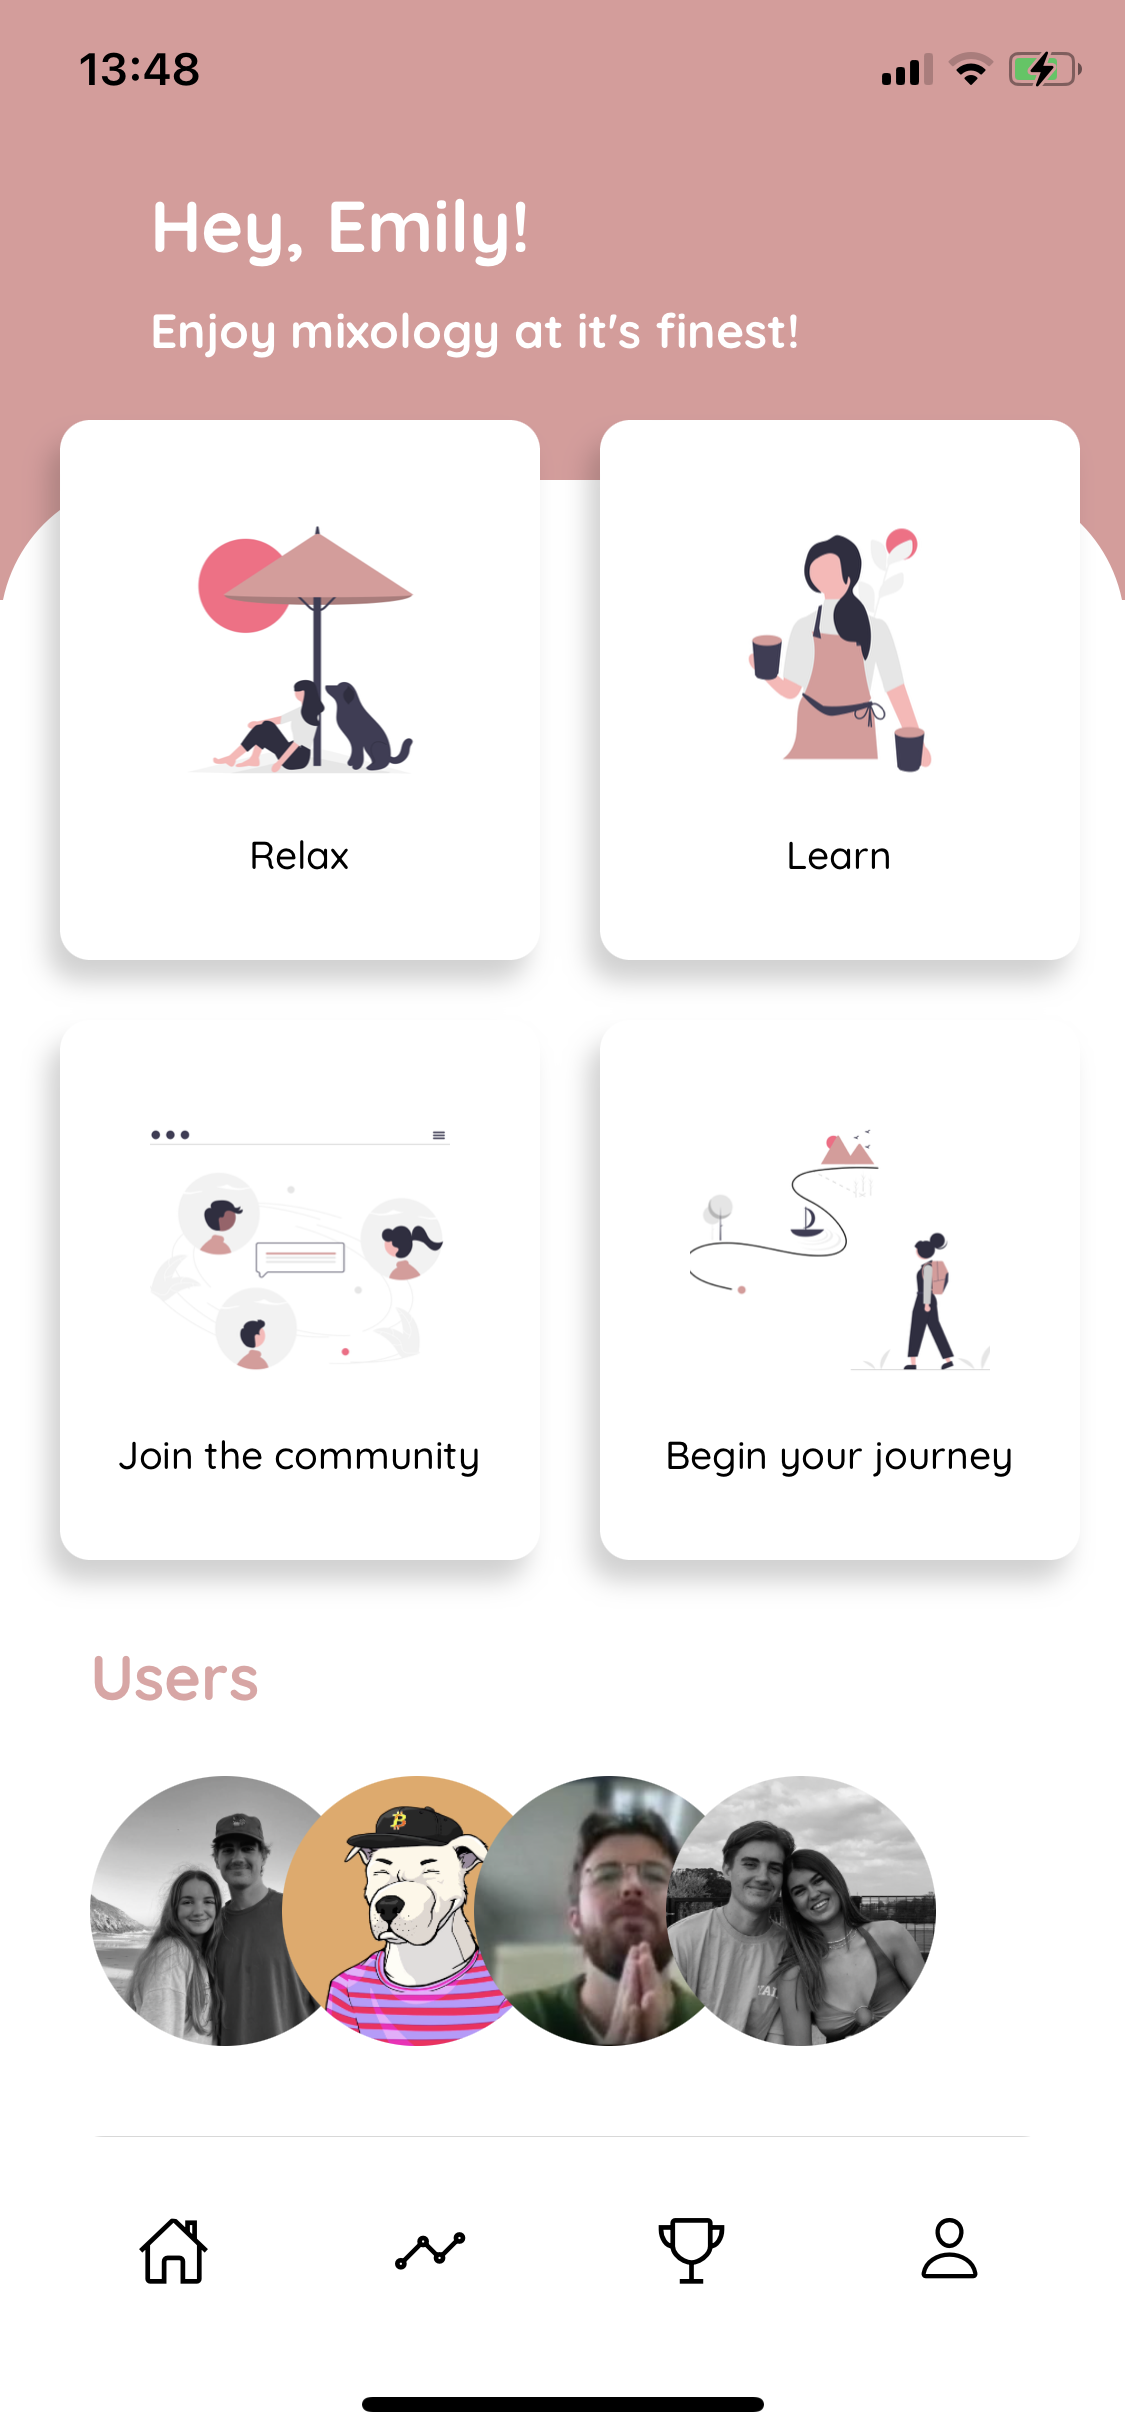 13:48
Hey, Emily!
Enjoy mixology at it's finest!
Relax
Learn
Join the community
Begin your journey
Users